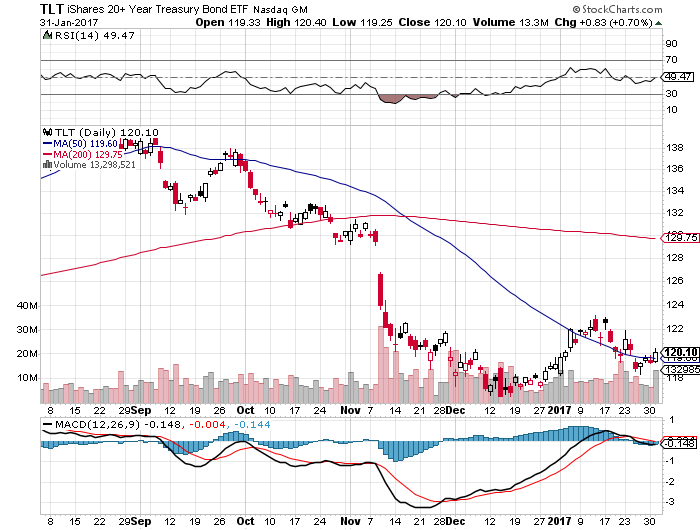 TLT iShares 20+ Year Treasury Bond ETF Nasdaq GM © StockCharts.com
31-Jan-2017 Open 119.33 High 120.40 Low 119.25 Close 120.10 Volume 13.3M Chg +0.83 (+0.70%)
RSI(14) 49.47
90
70
49.47
30
10
TLT (Daily) 120.10
MA(50) 119.60
MA(200) 129.75
Volume 13,298,521
138
136
134
132
129.75
128
126
124
122
120.10
118
40M
30M
20M
10M
8 15 22 29 Sep 12 19 26 Oct 10 17 24 Nov 7 14 21 28 Dec 12 19 27 2017 9 17 23 30
MACD(12,26,9) -0.148, -0.004, -0.144
1
-0.148
-1
-2
-3
8 15 22 29 Sep 12 19 26 Oct 10 17 24 Nov 7 14 21 28 Dec 12 19 27 2017 9 17 23 30